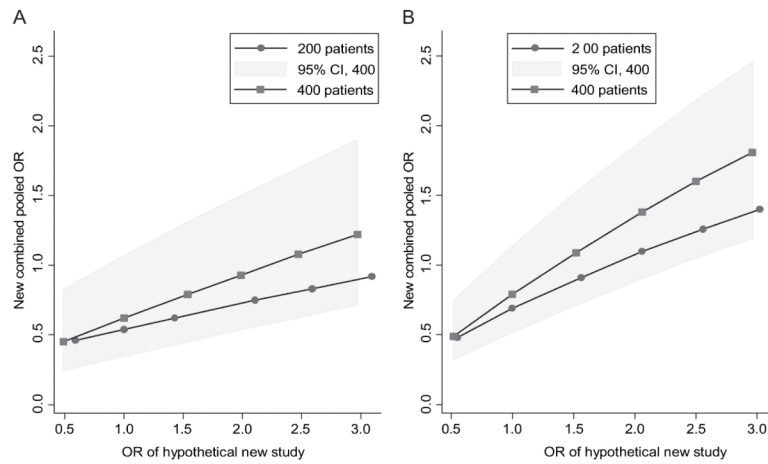 A
200 patients
95% CI, 400
400 patients
New combined pooled OR
2.5
2.0
1.5
1.0
0.5
0.0
0.5 1.0 1.5 2.0 2.5 3.0
OR of hypothetical new study
B
2 00 patients
95% CI, 400
400 patients
New combined pooled OR
2.5
2.0
1.5
1.0
0.5
0.0
0.5 1.0 1.5 2.0 2.5 3.0
OR of hypothetical new study